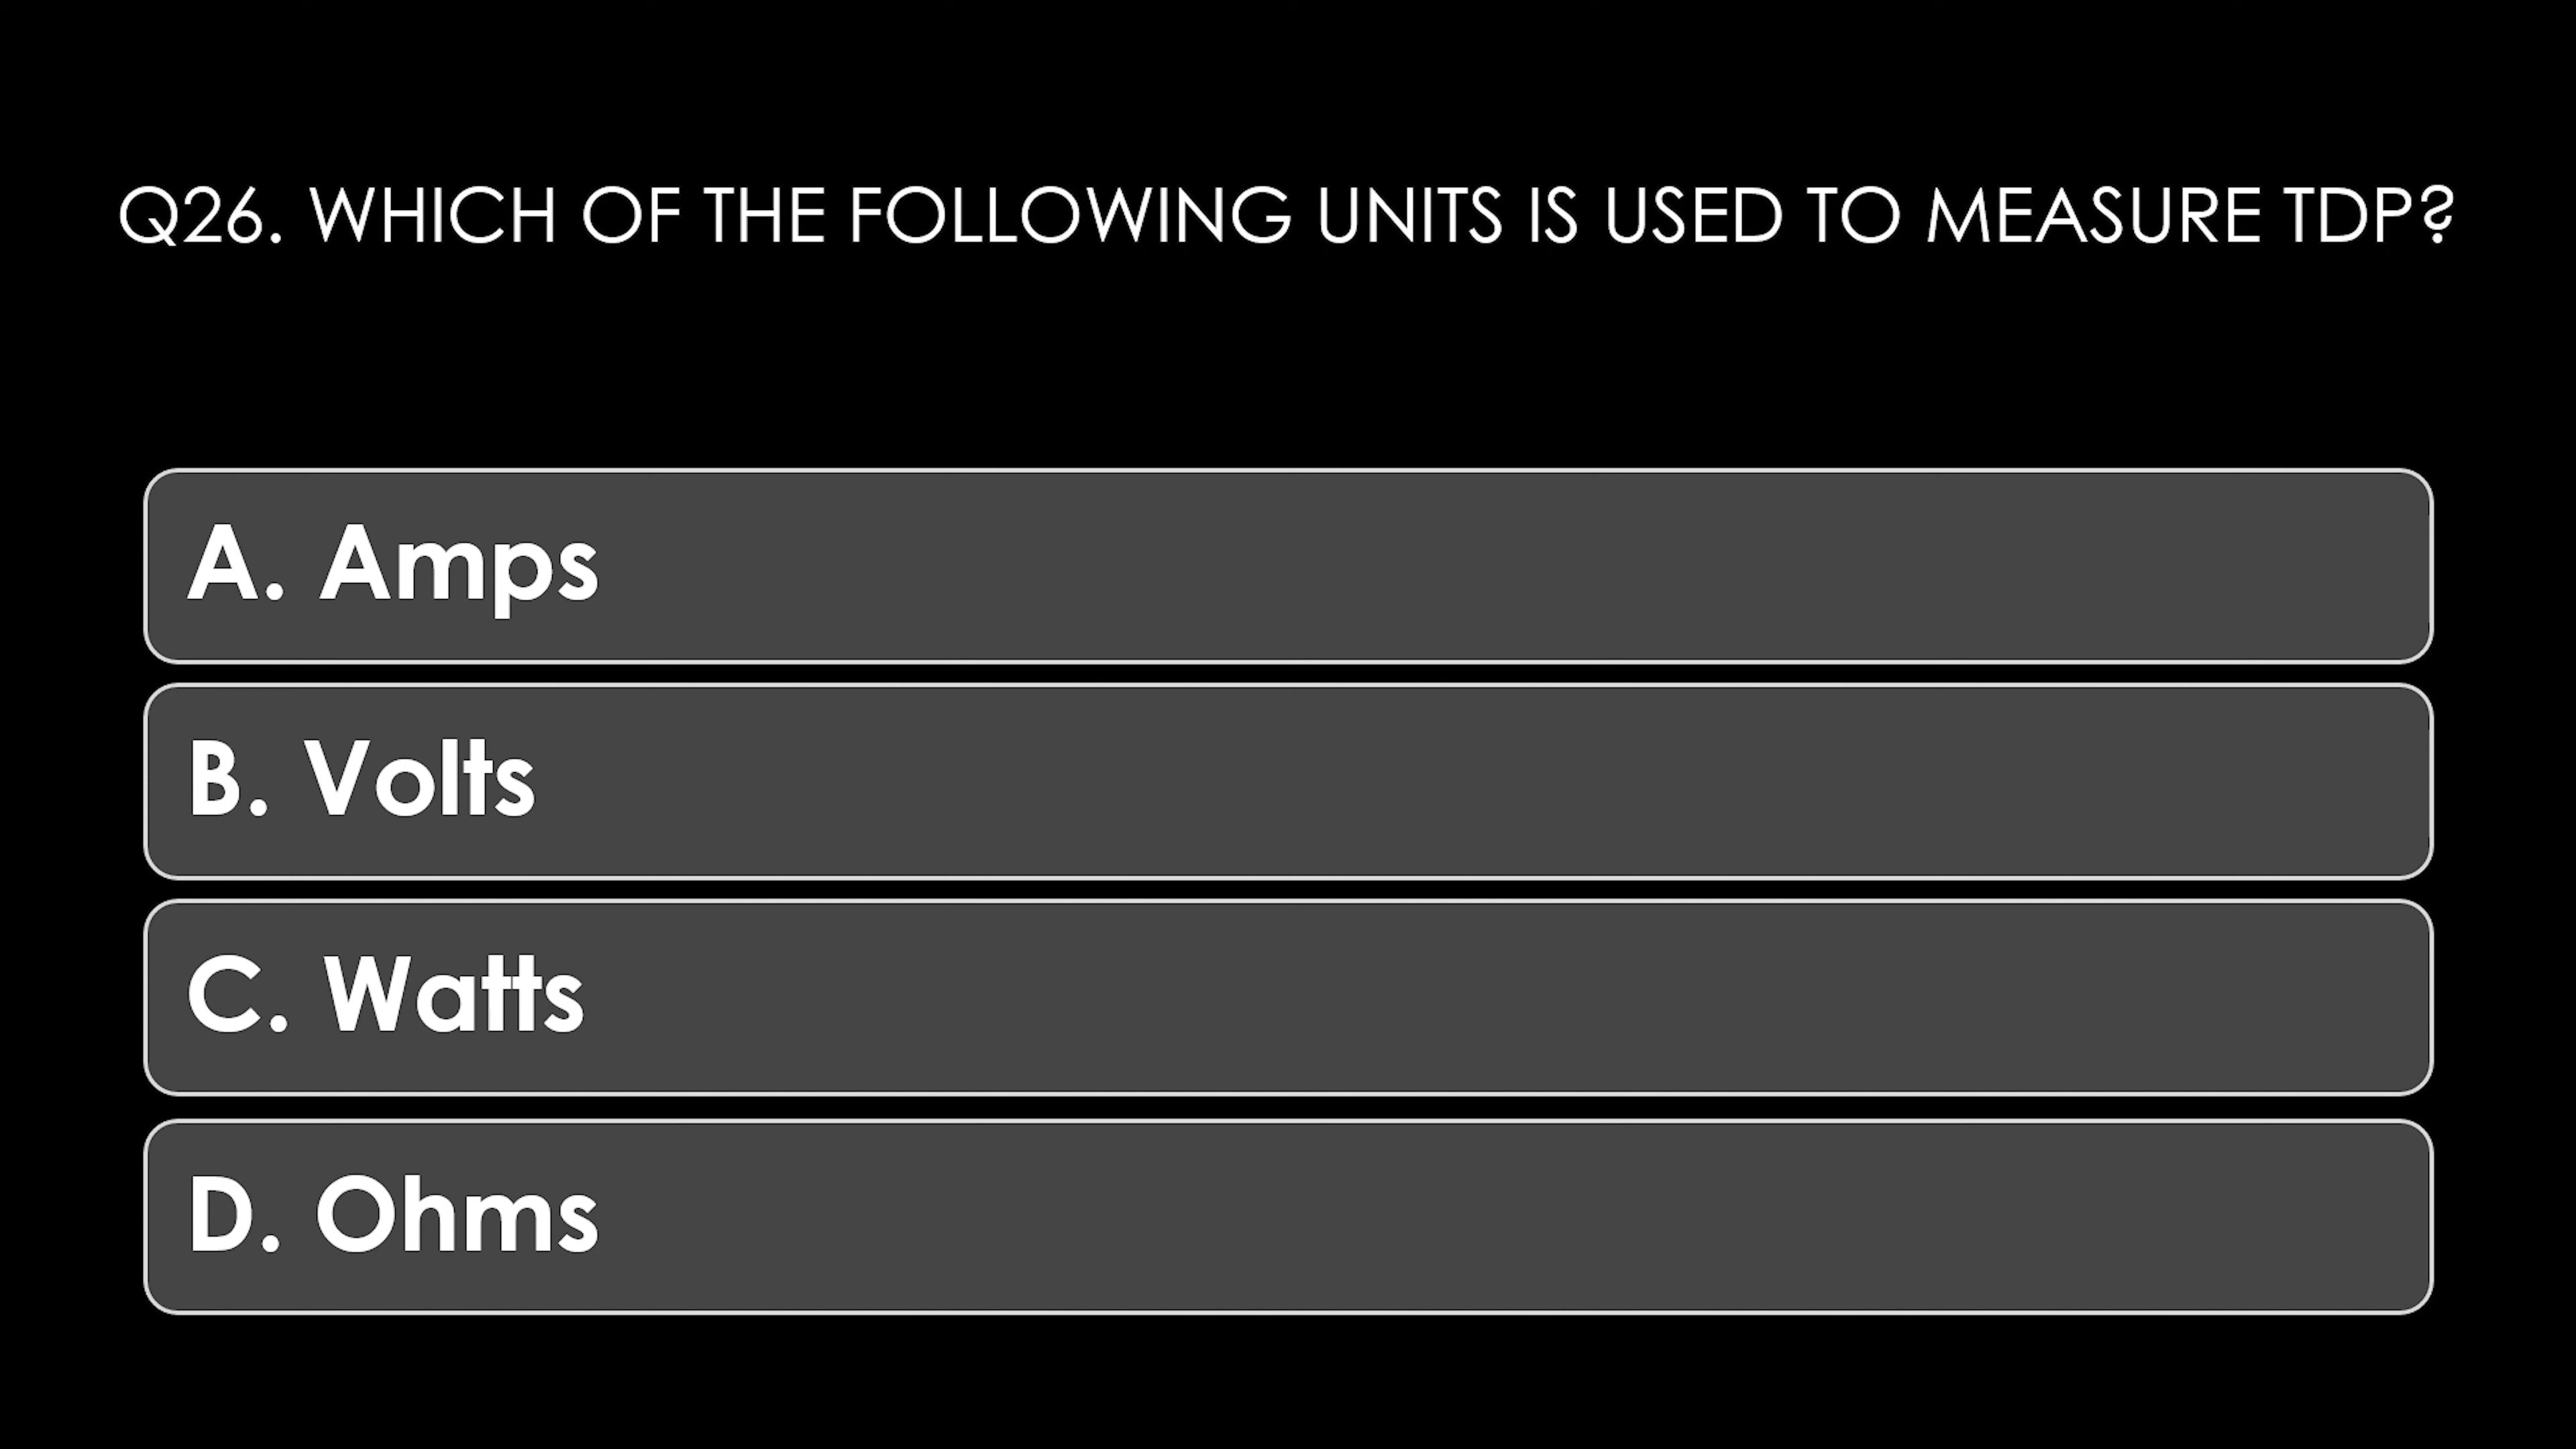 Q26. WHICH OF THE FOLLOWING UNITS IS USED TO MEASURE TDP?
A. Amps
B. Volts
C. Watts
D. Ohms